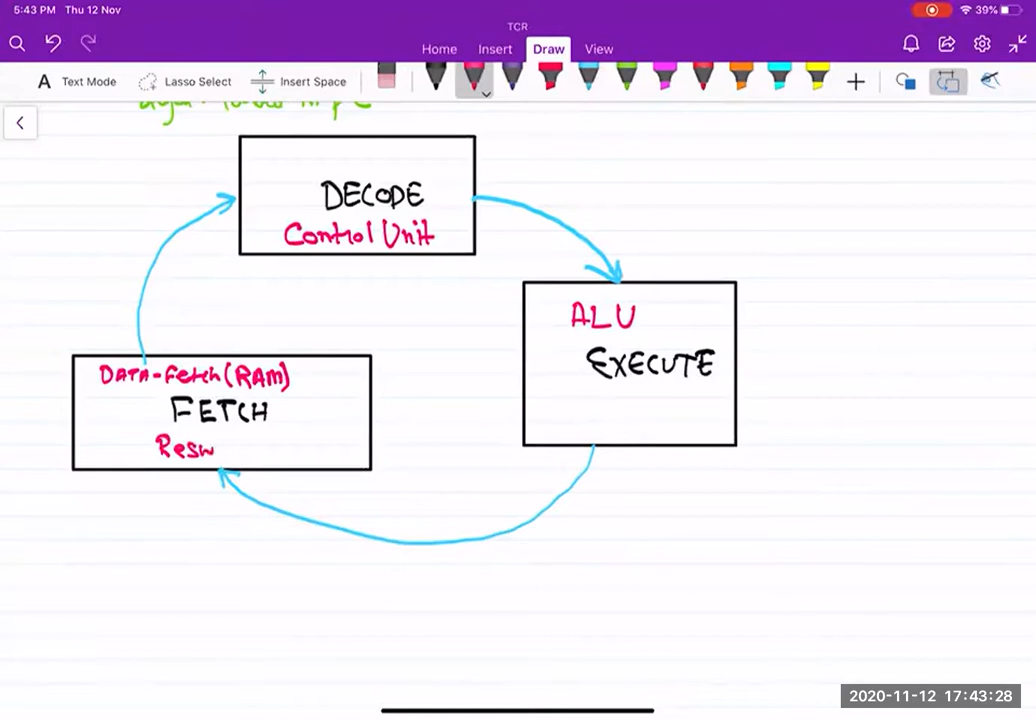 5:43 PM Thu 12 Nov
39%
TCR
Home Insert Draw View
A Text Mode Lasso Select Insert Space
DECODE
Control Unit
ALU
EXECUTE
DATA-Fetch(RAM)
FETCH
Resw
2020-11-12 17:43:28